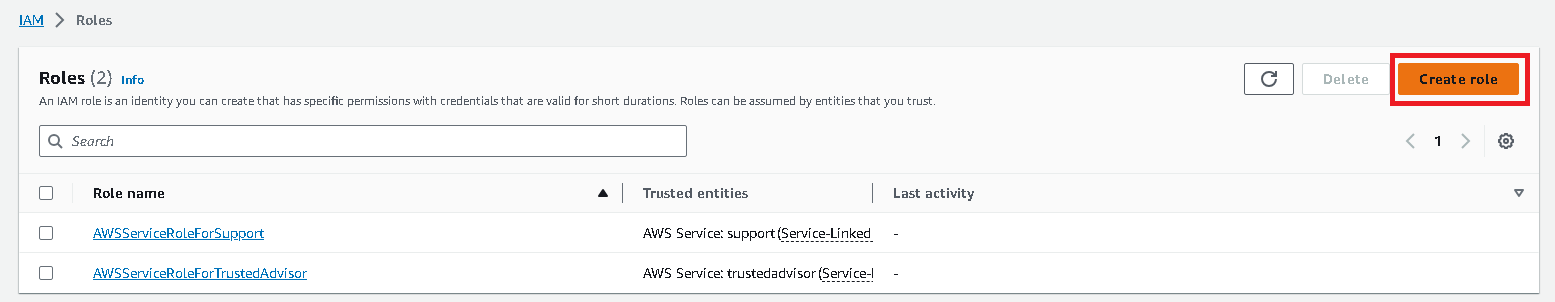 IAM > Roles
Roles (2) Info
Delete
Create role
An IAM role is an identity you can create that has specific permissions with credentials that are valid for short durations. Roles can be assumed by entities that you trust.
Search
1
Role name
Trusted entities
Last activity
AWSServiceRoleForSupport
AWS Service: support (Service-Linked
-
AWSServiceRoleForTrustedAdvisor
AWS Service: trustedadvisor (Service-
-